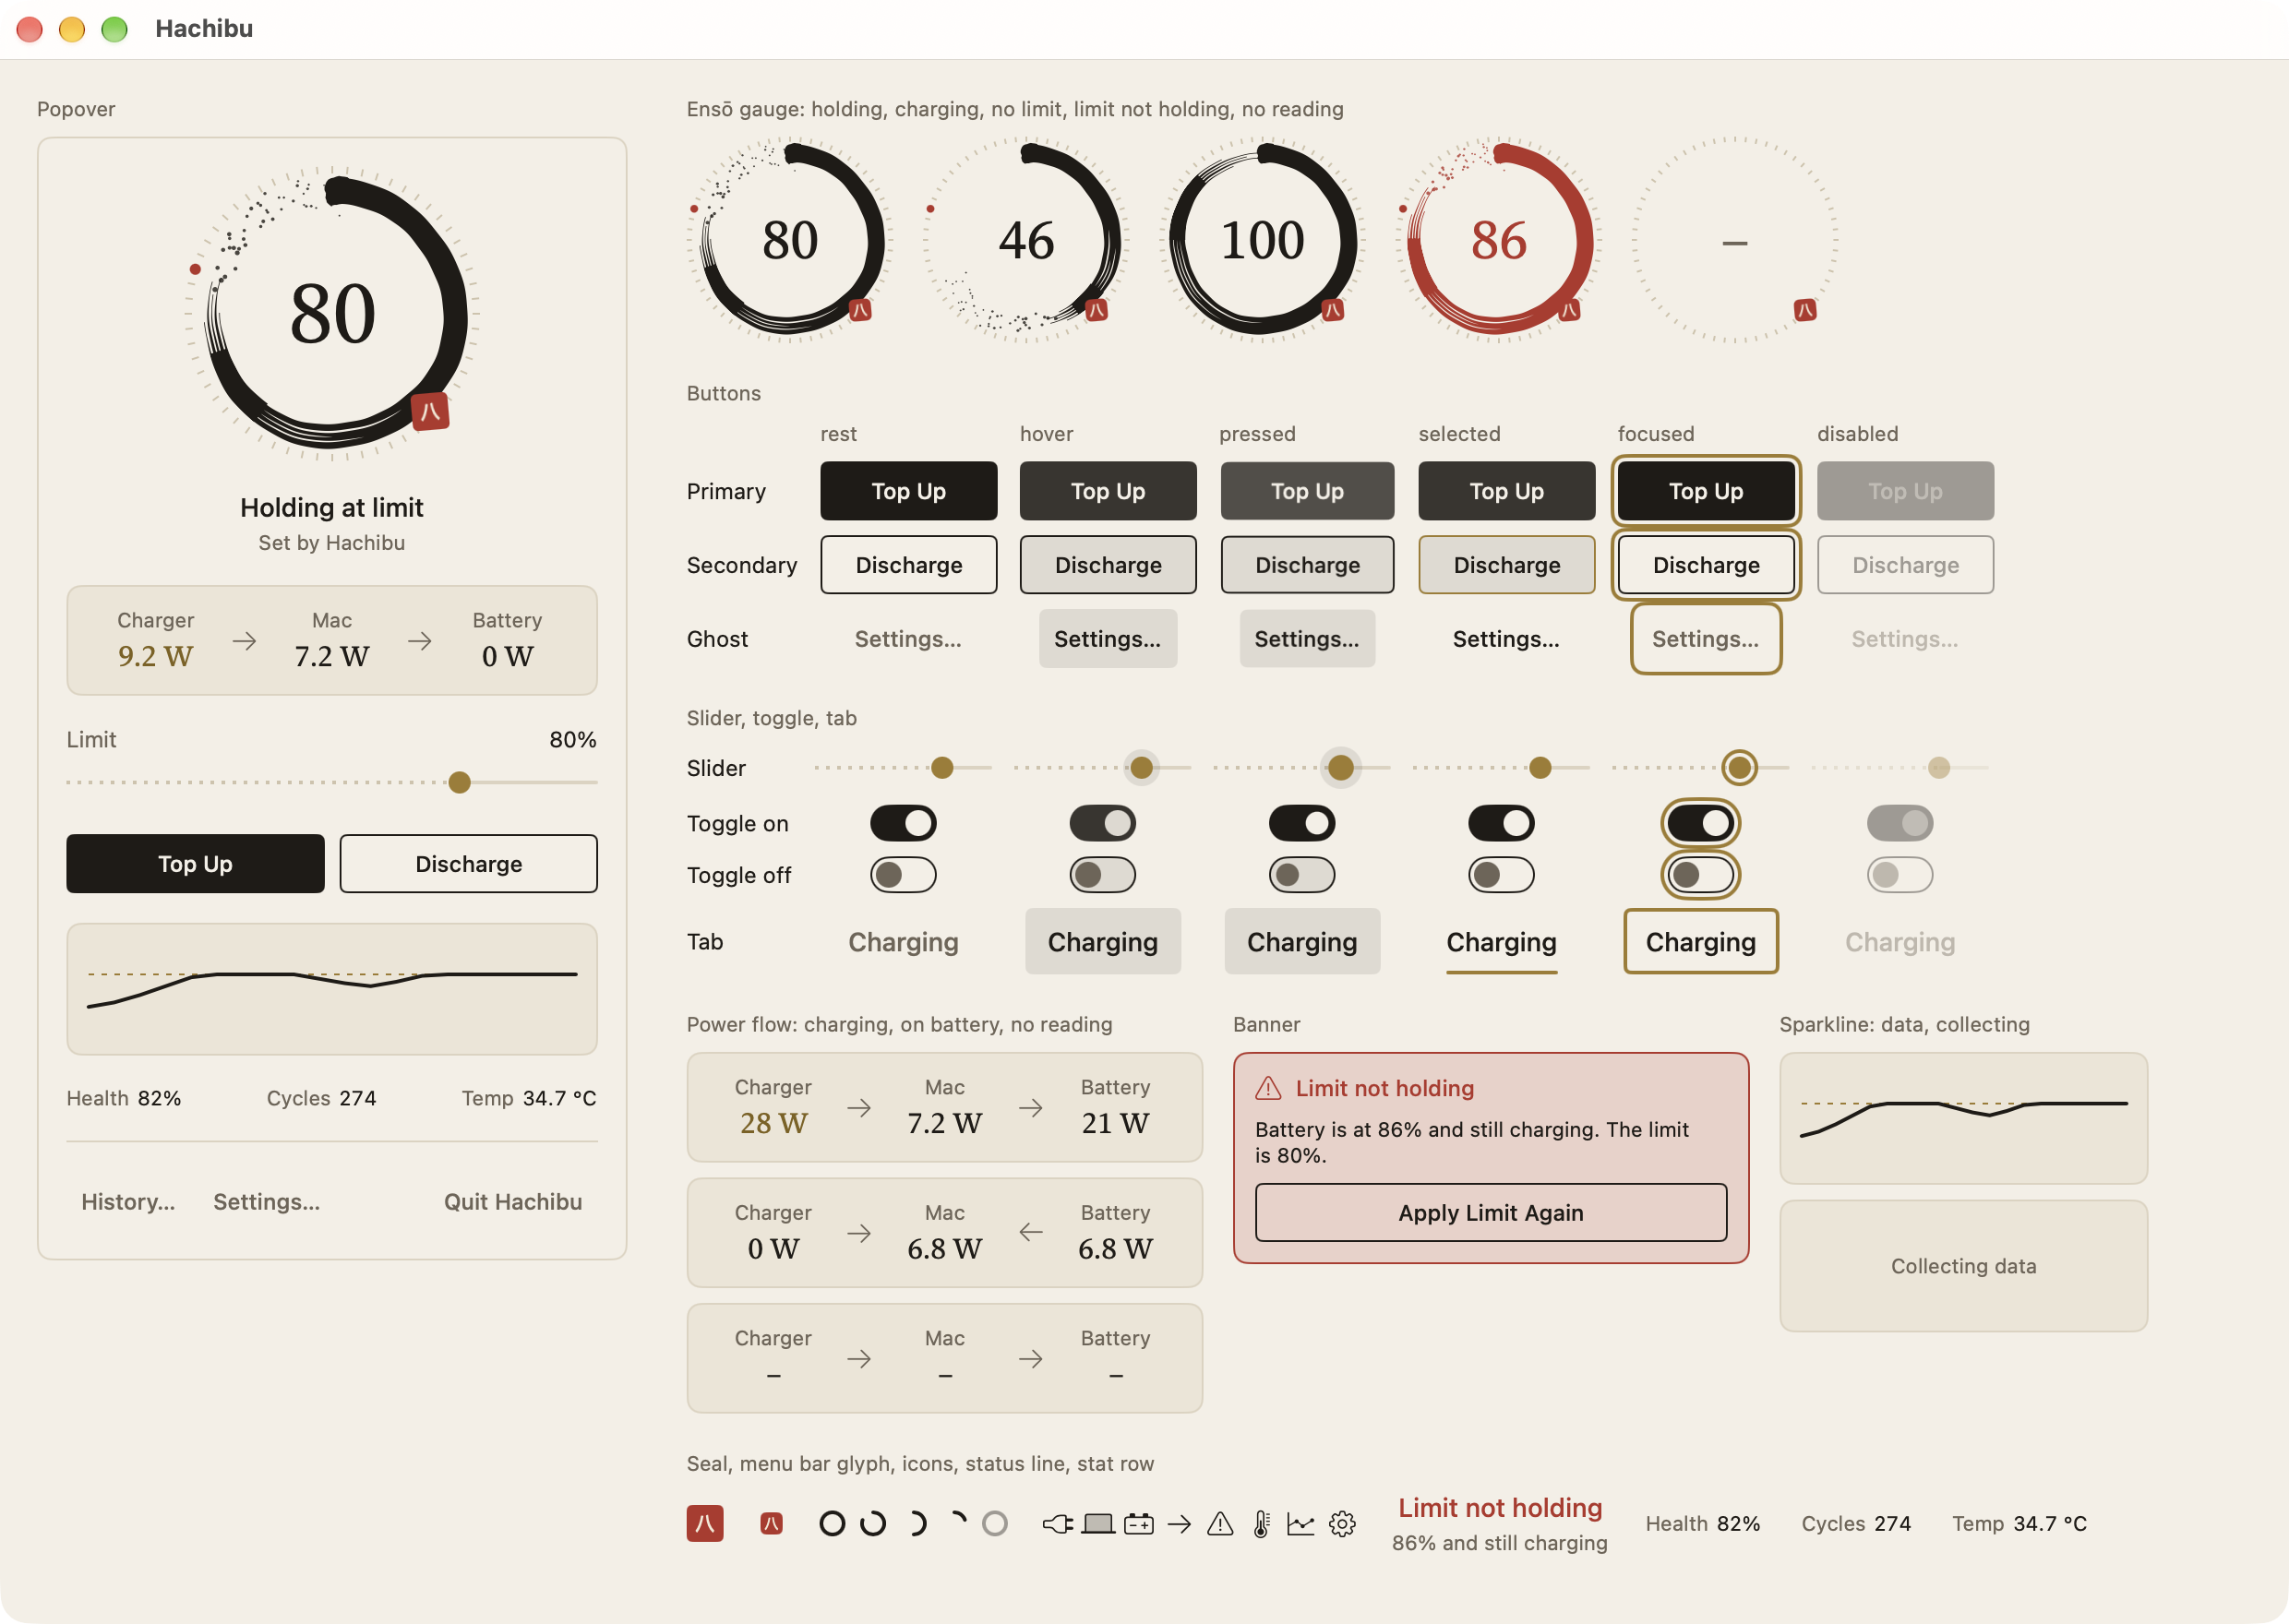 Hachibu
Popover
80
八
Holding at limit
Set by Hachibu
Charger Mac Battery
9.2 W → 7.2 W → 0 W
Limit 80%
Top Up Discharge
Health 82% Cycles 274 Temp 34.7 °C
History... Settings... Quit Hachibu
Ensō gauge: holding, charging, no limit, limit not holding, no reading
80 46 100 86 –
八 八 八 八 八
Buttons
rest hover pressed selected focused disabled
Primary Top Up Top Up Top Up Top Up Top Up Top Up
Secondary Discharge Discharge Discharge Discharge Discharge Discharge
Ghost Settings... Settings... Settings... Settings... Settings... Settings...
Slider, toggle, tab
Slider
Toggle on
Toggle off
Tab Charging Charging Charging Charging Charging Charging
Power flow: charging, on battery, no reading
Charger Mac Battery
28 W → 7.2 W → 21 W
Charger Mac Battery
0 W → 6.8 W ← 6.8 W
Charger Mac Battery
– → – → –
Banner
Limit not holding
Battery is at 86% and still charging. The limit
is 80%.
Apply Limit Again
Sparkline: data, collecting
Collecting data
Seal, menu bar glyph, icons, status line, stat row
八 八
Limit not holding
86% and still charging
Health 82% Cycles 274 Temp 34.7 °C